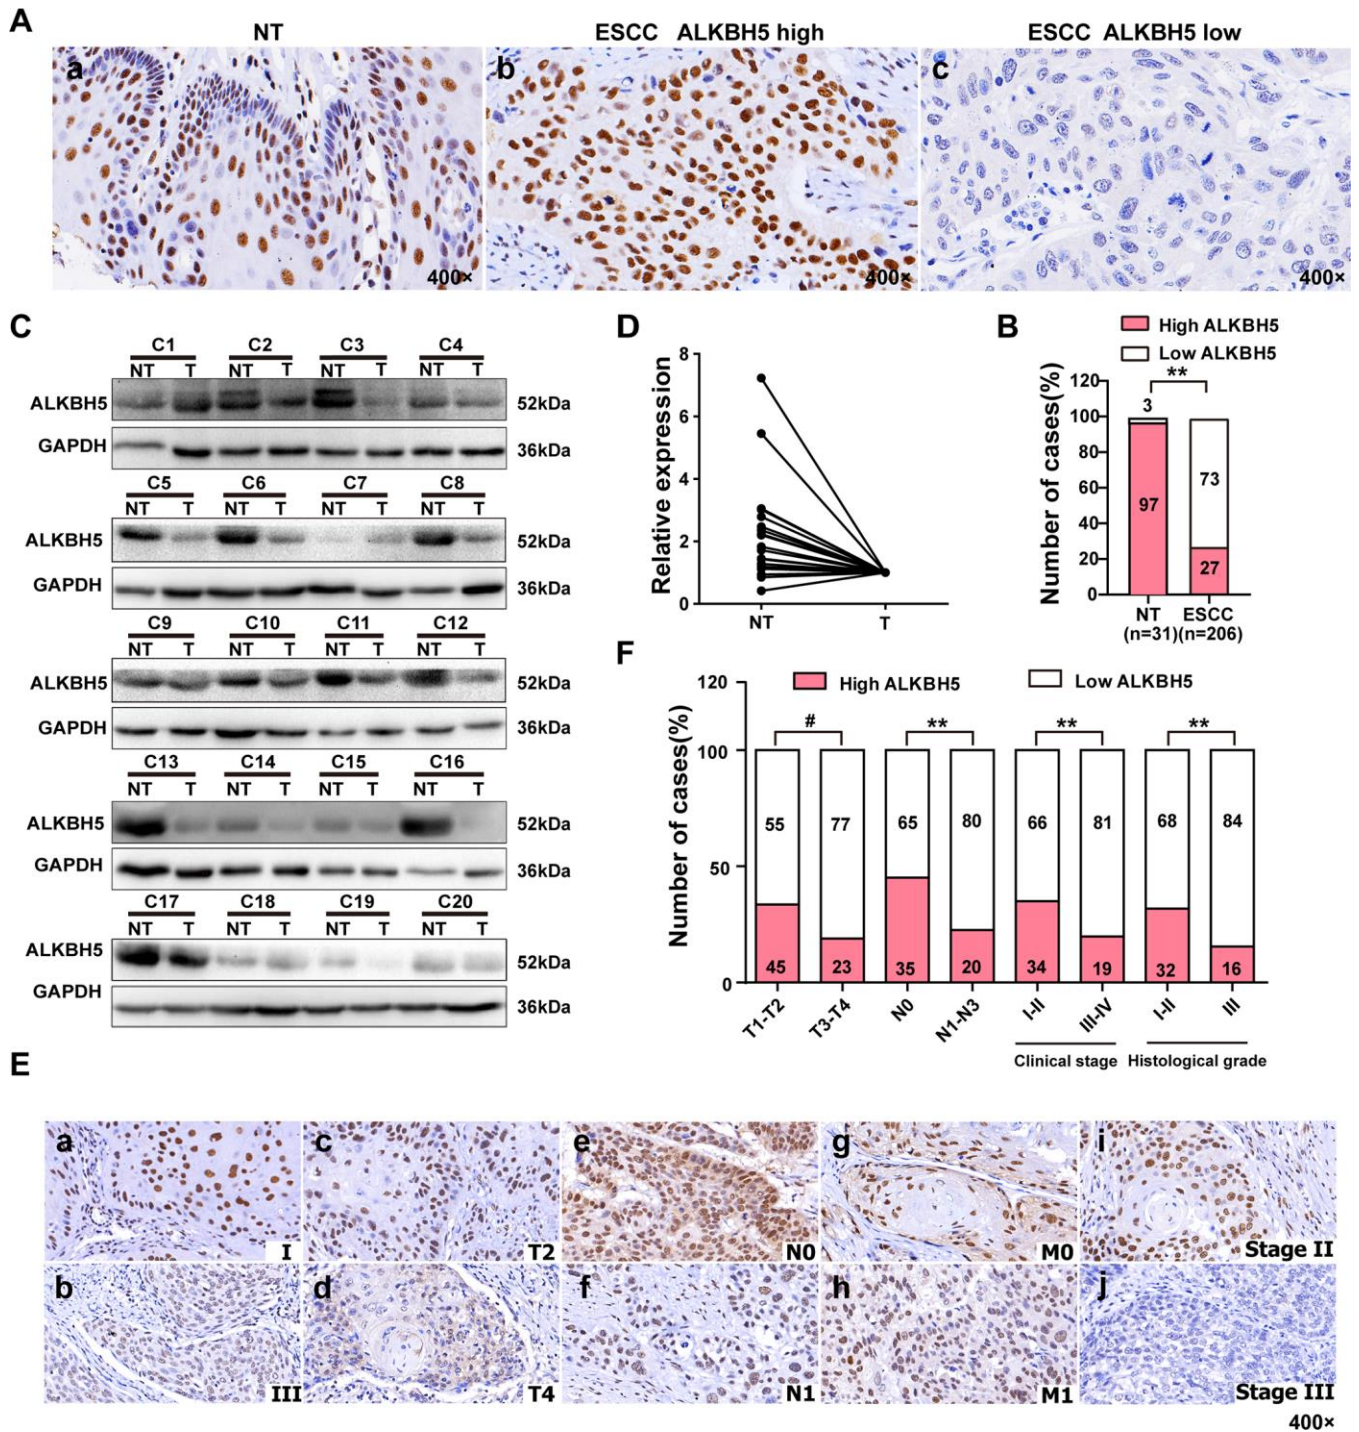 A
NT
ESCC ALKBH5 high
ESCC ALKBH5 low
a
b
c
400×
400×
400×
C
C1 C2 C3 C4
NT T NT T NT T NT T
ALKBH5 52kDa
GAPDH 36kDa
C5 C6 C7 C8
NT T NT T NT T NT T
ALKBH5 52kDa
GAPDH 36kDa
C9 C10 C11 C12
NT T NT T NT T NT T
ALKBH5 52kDa
GAPDH 36kDa
C13 C14 C15 C16
NT T NT T NT T NT T
ALKBH5 52kDa
GAPDH 36kDa
C17 C18 C19 C20
NT T NT T NT T NT T
ALKBH5 52kDa
GAPDH 36kDa
D
Relative expression
8
6
4
2
0
NT T
B
High ALKBH5
Low ALKBH5
Number of cases(%)
120
100
80
60
40
20
0
**
3
97
73
27
NT ESCC
(n=31) (n=206)
F
High ALKBH5
Low ALKBH5
Number of cases(%)
120
100
50
0
# ** ** **
55 77 65 80 66 81 68 84
45 23 35 20 34 19 32 16
T1-T2 T3-T4 N0 N1-N3 I-II III-IV I-II III
Clinical stage Histological grade
E
a c e g i
I T2 N0 M0 Stage II
b d f h j
III T4 N1 M1 Stage III
400×